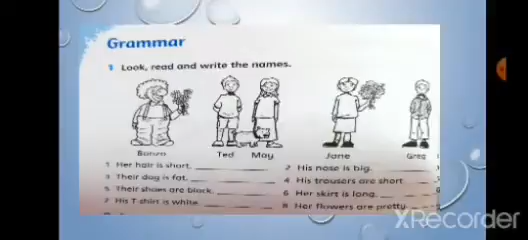 Grammar
1 Look, read and write the names.
Ted May Jane Greg
1 Her hair is short. 2 His nose is big.
3 Their dog is fat. 4 His trousers are short
5 Their shoes are black. 6 Her skirt is long.
7 His T-shirt is white. 8 Her flowers are pretty.
XRecorder